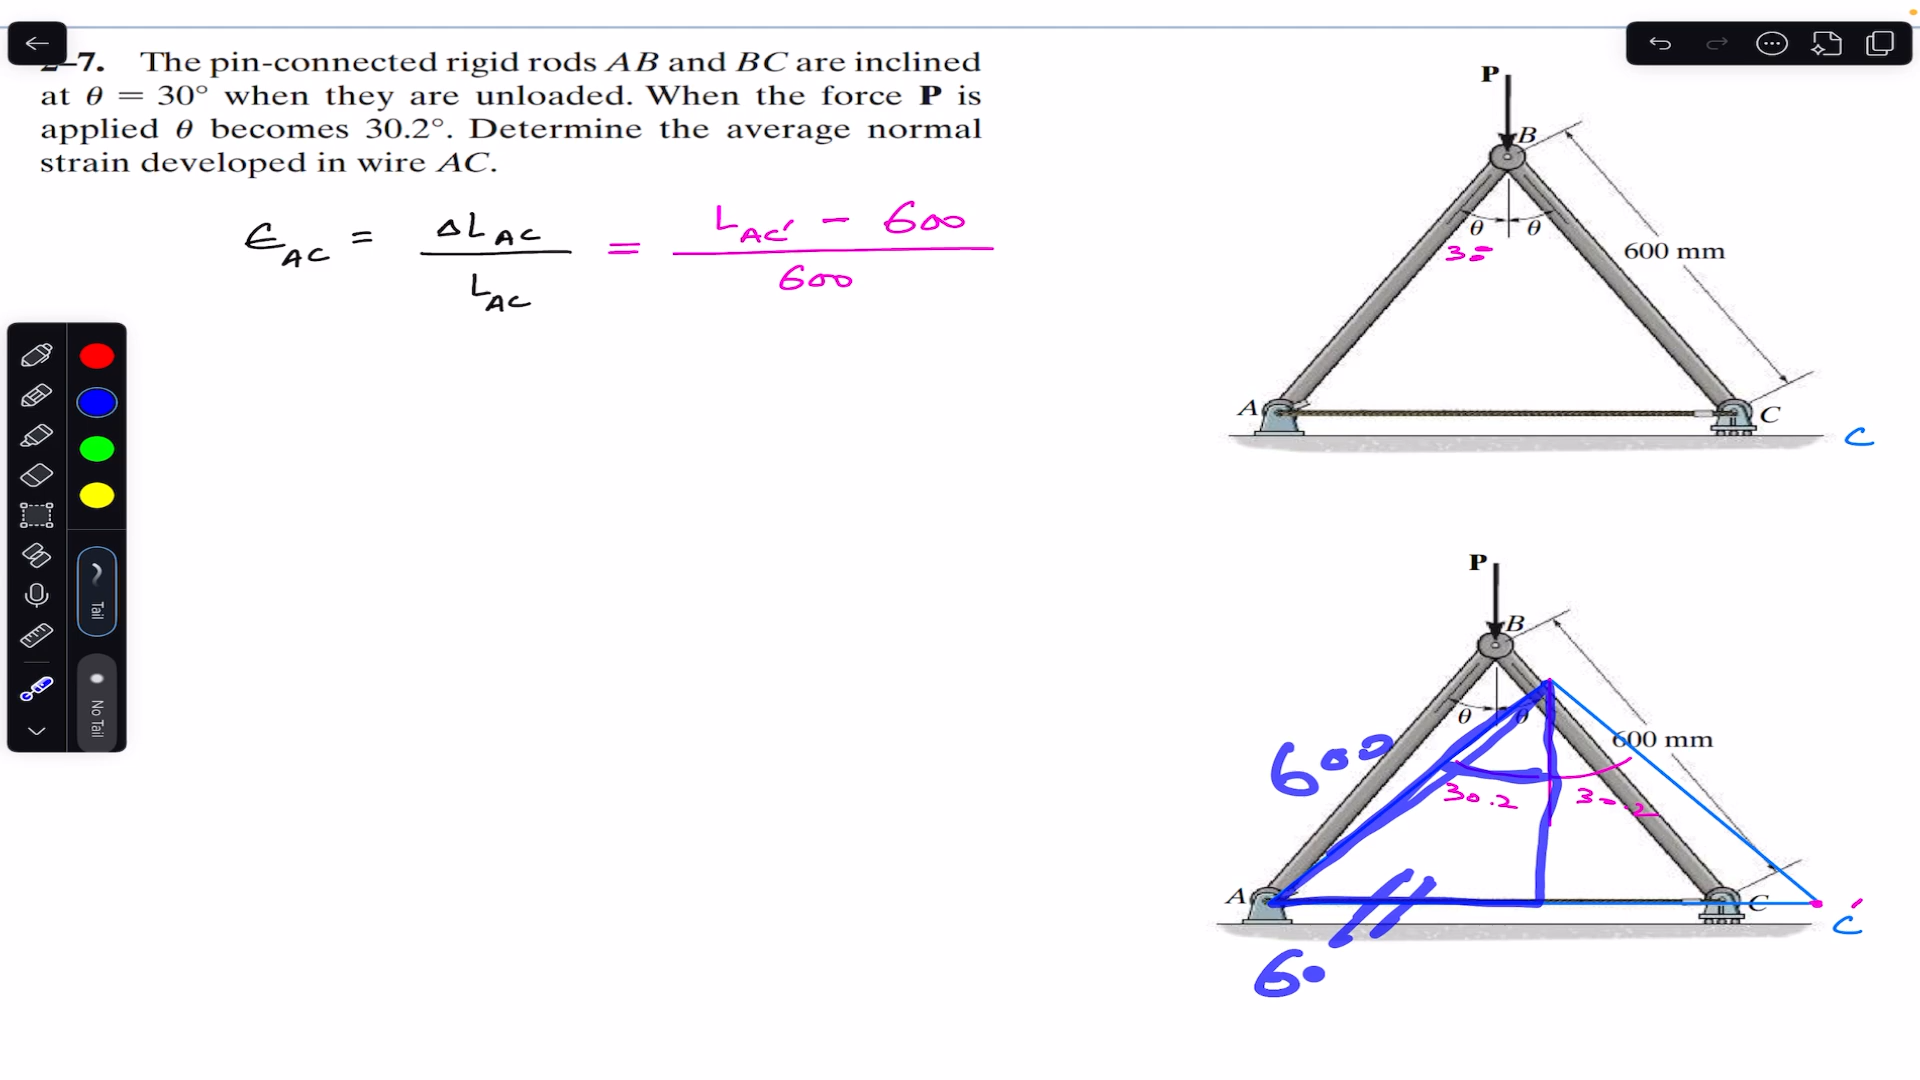 –7. The pin-connected rigid rods AB and BC are inclined
at θ = 30° when they are unloaded. When the force P is
applied θ becomes 30.2°. Determine the average normal
strain developed in wire AC.
ϵ_AC = ΔL_AC / L_AC = L_AC' − 600 / 600
P
B
θ θ
30
600 mm
A
C
C
P
B
θ θ
600
600 mm
30.2 30.2
A
C
C'
60
Tail
No Tail